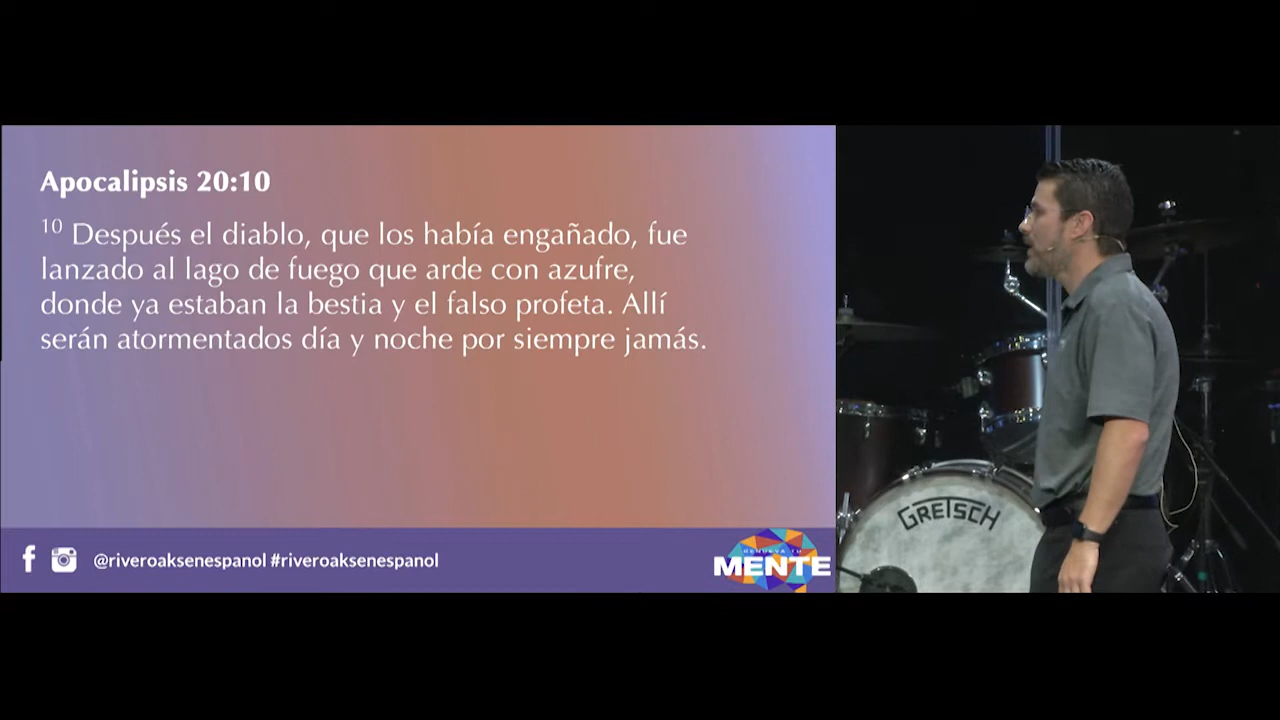 Apocalipsis 20:10
10 Después el diablo, que los había engañado, fue
lanzado al lago de fuego que arde con azufre,
donde ya estaban la bestia y el falso profeta. Allí
serán atormentados día y noche por siempre jamás.
@riveroaksenespanol #riveroaksenespanol
RENUEVA TU
MENTE
GRETSCH